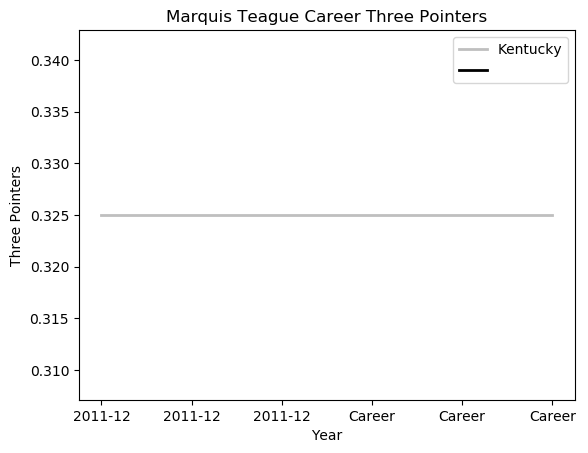 Marquis Teague Career Three Pointers
Kentucky
Three Pointers
0.340
0.335
0.330
0.325
0.320
0.315
0.310
2011-12 2011-12 2011-12 Career Career Career
Year